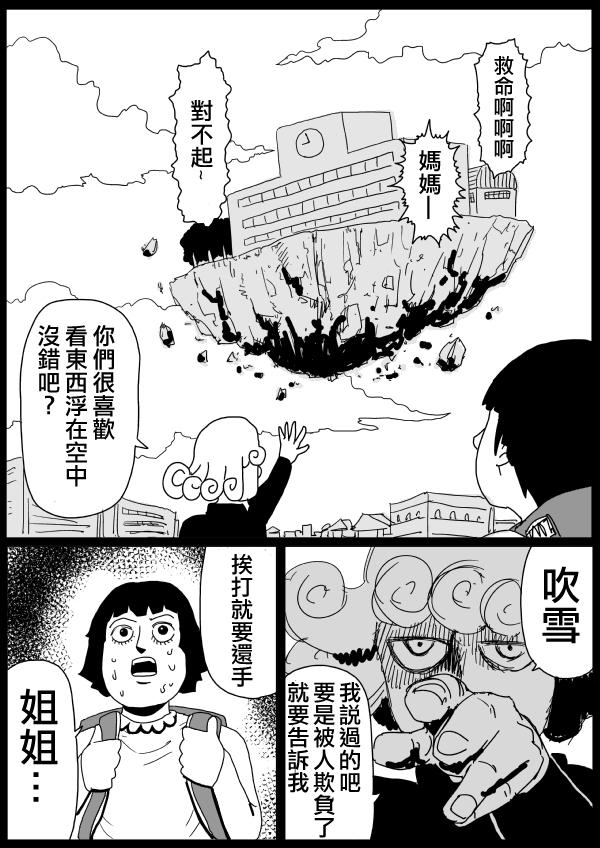 救命啊啊啊
媽媽ー
對不起~
你們很喜歡
看東西浮在空中
沒錯吧？
吹雪
我說過的吧
要是被人欺負了
就要告訴我
挨打就要還手
姐姐…